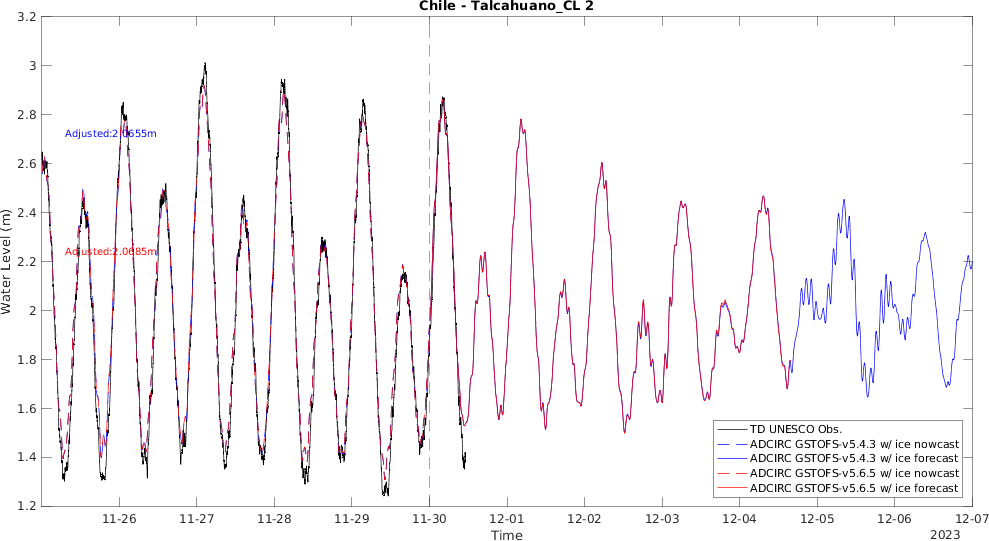 Chile - Talcahuano_CL 2
3.2
3
2.8
2.6
2.4
2.2
2
1.8
1.6
1.4
1.2
Water Level (m)
Adjusted:2.0655m
Adjusted:2.0685m
TD UNESCO Obs.
ADCIRC GSTOFS-v5.4.3 w/ ice nowcast
ADCIRC GSTOFS-v5.4.3 w/ ice forecast
ADCIRC GSTOFS-v5.6.5 w/ ice nowcast
ADCIRC GSTOFS-v5.6.5 w/ ice forecast
11-26 11-27 11-28 11-29 11-30 12-01 12-02 12-03 12-04 12-05 12-06 12-07
Time
2023